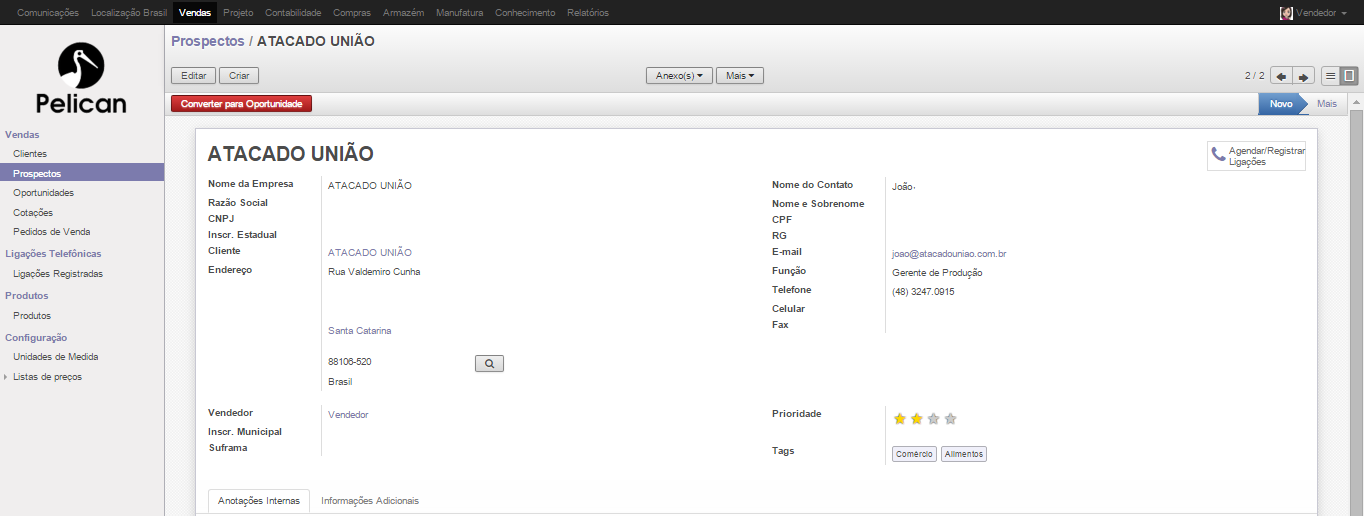 Comunicações Localização Brasil Vendas Projeto Contabilidade Compras Armazém Manufatura Conhecimento Relatórios Vendedor
Prospectos / ATACADO UNIÃO
Editar Criar Anexo(s) Mais 2 / 2
Converter para Oportunidade Novo Mais
Pelican
Vendas
Clientes
Prospectos
Oportunidades
Cotações
Pedidos de Venda
Ligações Telefônicas
Ligações Registradas
Produtos
Produtos
Configuração
Unidades de Medida
Listas de preços
ATACADO UNIÃO
Agendar/Registrar
Ligações
Nome da Empresa ATACADO UNIÃO
Razão Social
CNPJ
Inscr. Estadual
Cliente ATACADO UNIÃO
Endereço Rua Valdemiro Cunha
Santa Catarina
88106-520
Brasil
Nome do Contato João
Nome e Sobrenome
CPF
RG
E-mail joao@atacadouniao.com.br
Função Gerente de Produção
Telefone (48) 3247.0915
Celular
Fax
Vendedor Vendedor
Inscr. Municipal
Suframa
Prioridade
Tags Comércio Alimentos
Anotações Internas Informações Adicionais